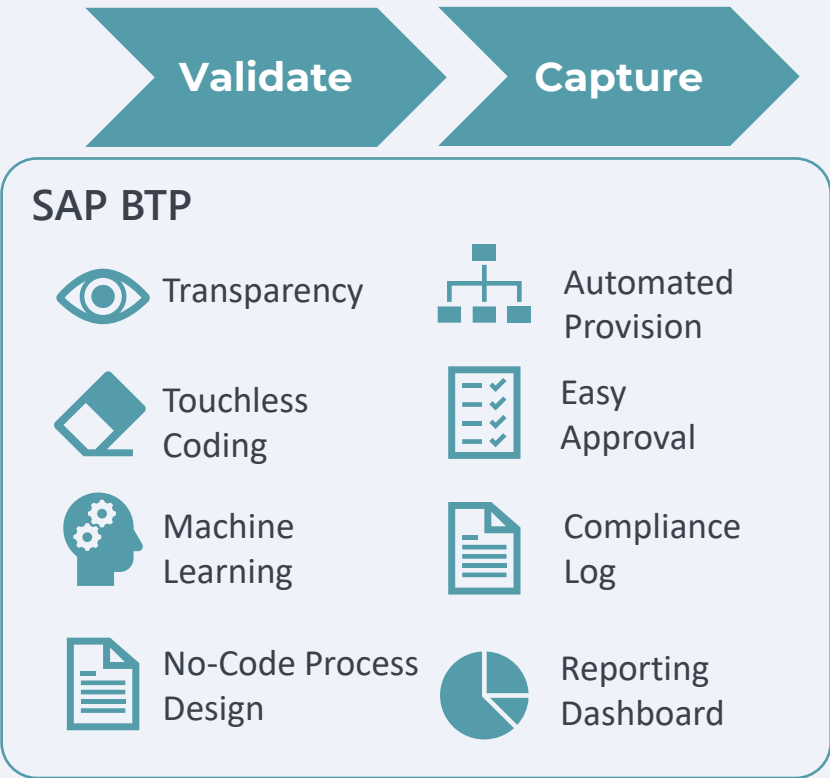 Validate
Capture
SAP BTP
Transparency
Automated
Provision
Touchless
Coding
Easy
Approval
Machine
Learning
Compliance
Log
No-Code Process
Design
Reporting
Dashboard